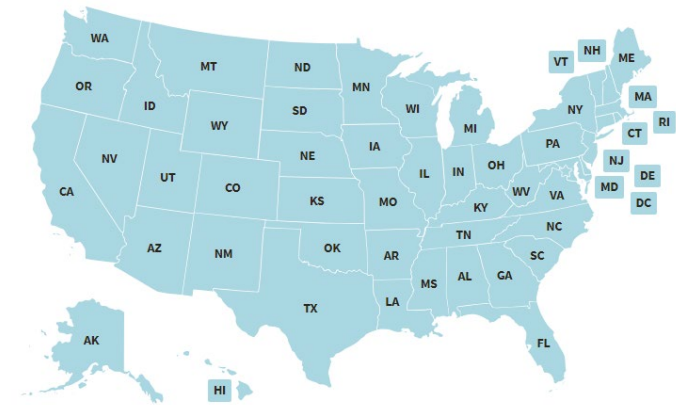 WA
MT
ND
MN
VT
NH
ME
OR
ID
SD
WI
MI
NY
MA
RI
CT
WY
IA
PA
NV
NE
IL
IN
OH
NJ
UT
CO
CA
KS
MO
KY
WV
VA
MD
DE
DC
AZ
NM
OK
AR
TN
NC
SC
MS
AL
GA
LA
TX
AK
FL
HI